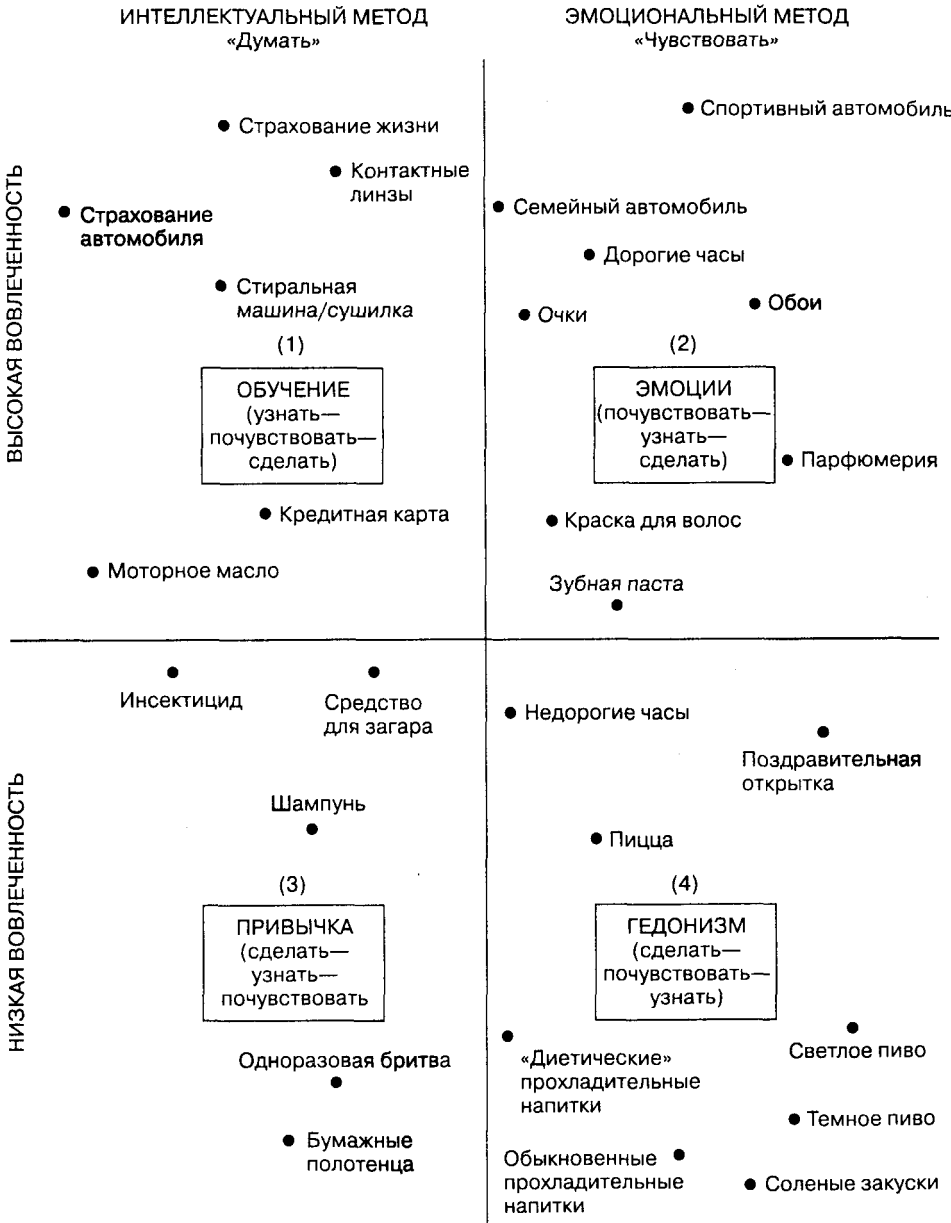 ИНТЕЛЛЕКТУАЛЬНЫЙ МЕТОД
«Думать»
ЭМОЦИОНАЛЬНЫЙ МЕТОД
«Чувствовать»
ВЫСОКАЯ ВОВЛЕЧЕННОСТЬ
Страхование жизни
Контактные
линзы
Страхование
автомобиля
Стиральная
машина/сушилка
(1)
ОБУЧЕНИЕ
(узнать—
почувствовать—
сделать)
Кредитная карта
Моторное масло
Спортивный автомобиль
Семейный автомобиль
Дорогие часы
Обои
Очки
(2)
ЭМОЦИИ
(почувствовать—
узнать—
сделать)
Парфюмерия
Краска для волос
Зубная паста
НИЗКАЯ ВОВЛЕЧЕННОСТЬ
Инсектицид
Средство
для загара
Шампунь
(3)
ПРИВЫЧКА
(сделать—
узнать—
почувствовать
Одноразовая бритва
Бумажные
полотенца
Недорогие часы
Поздравительная
открытка
Пицца
(4)
ГЕДОНИЗМ
(сделать—
почувствовать—
узнать)
«Диетические»
прохладительные
напитки
Светлое пиво
Темное пиво
Обыкновенные
прохладительные
напитки
Соленые закуски